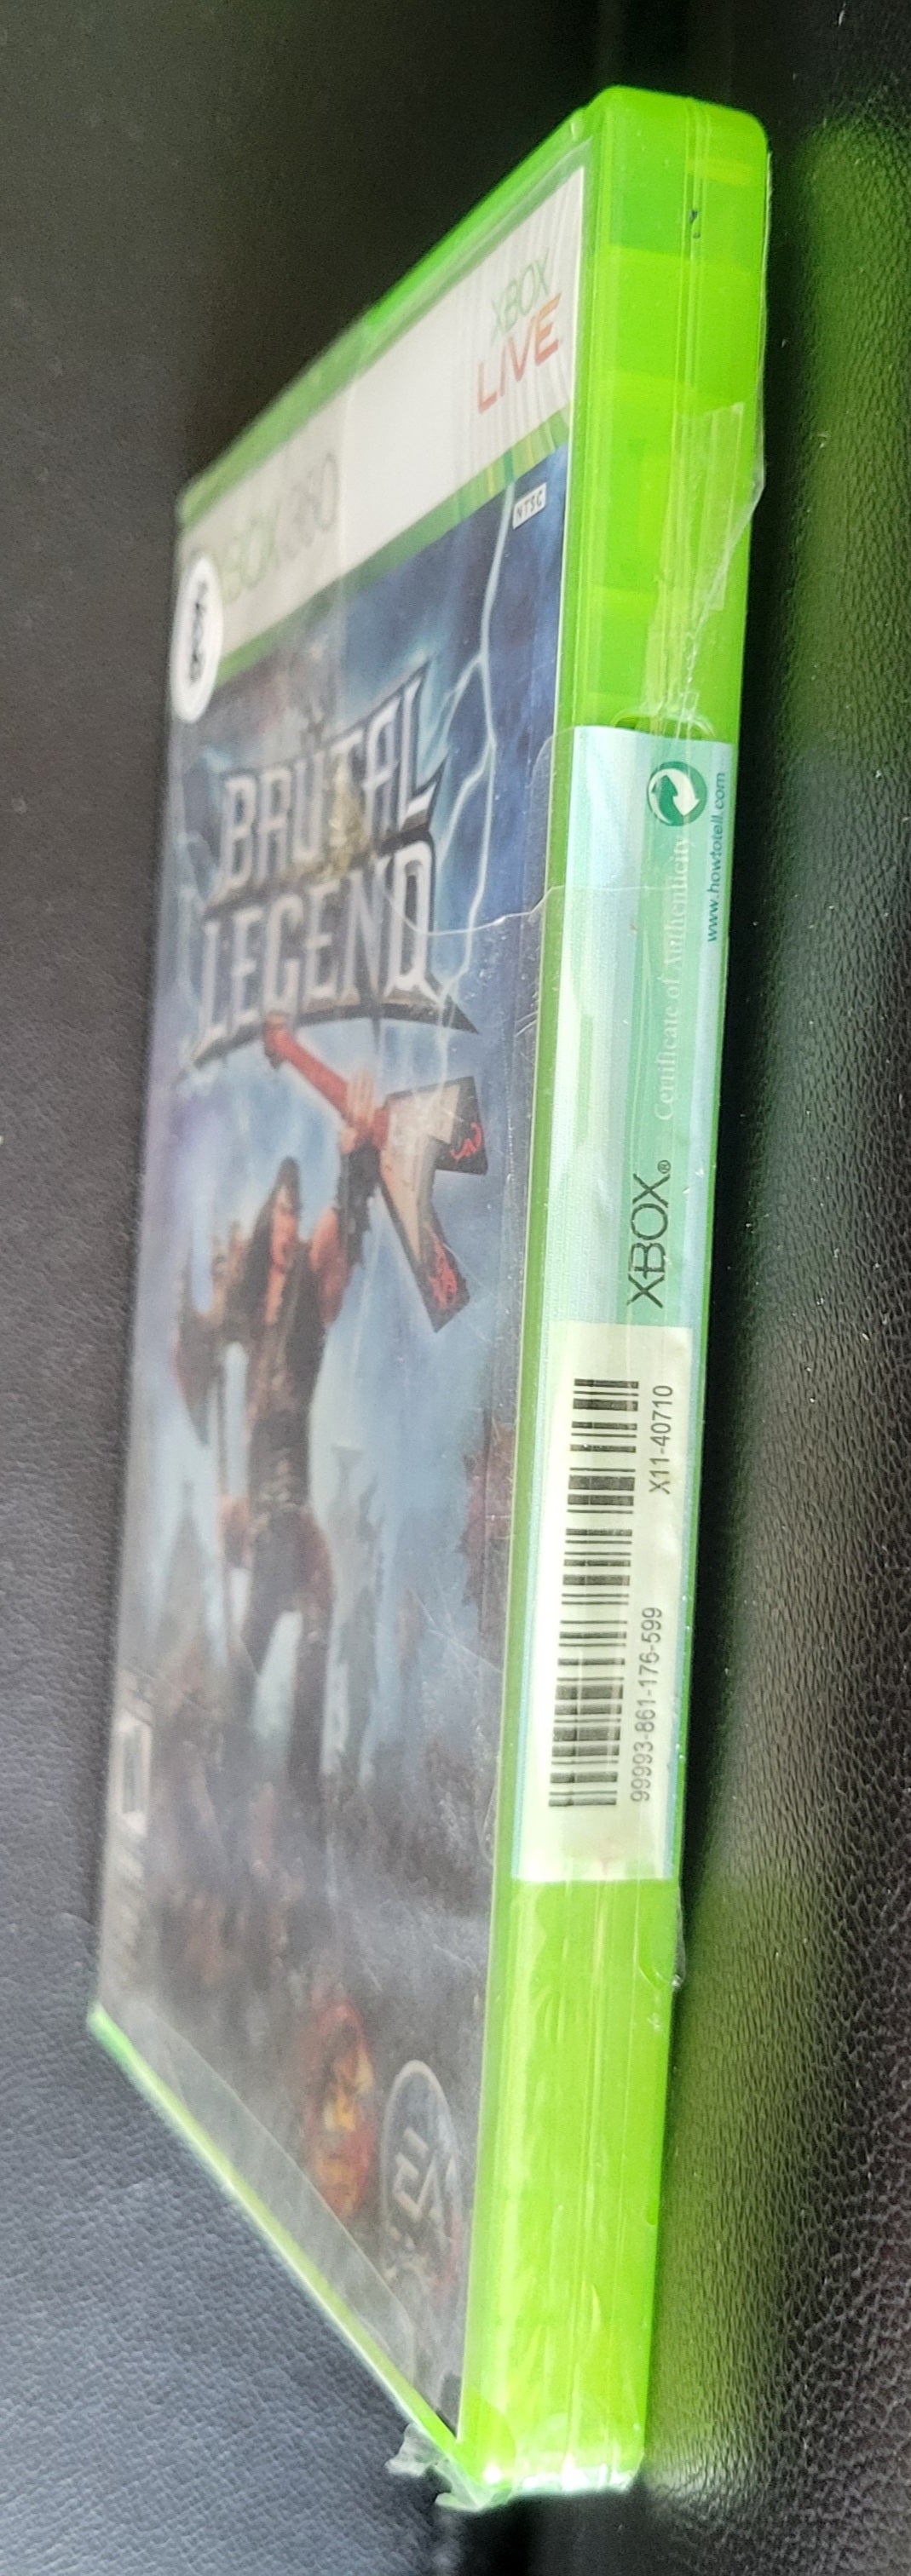 XBOX 360
XBOX
LIVE
NTSC
BRÜTAL
LEGEND
EA
www.howtotell.com
Certificate of Authenticity
XBOX®
X11-40710
99993-861-176-599